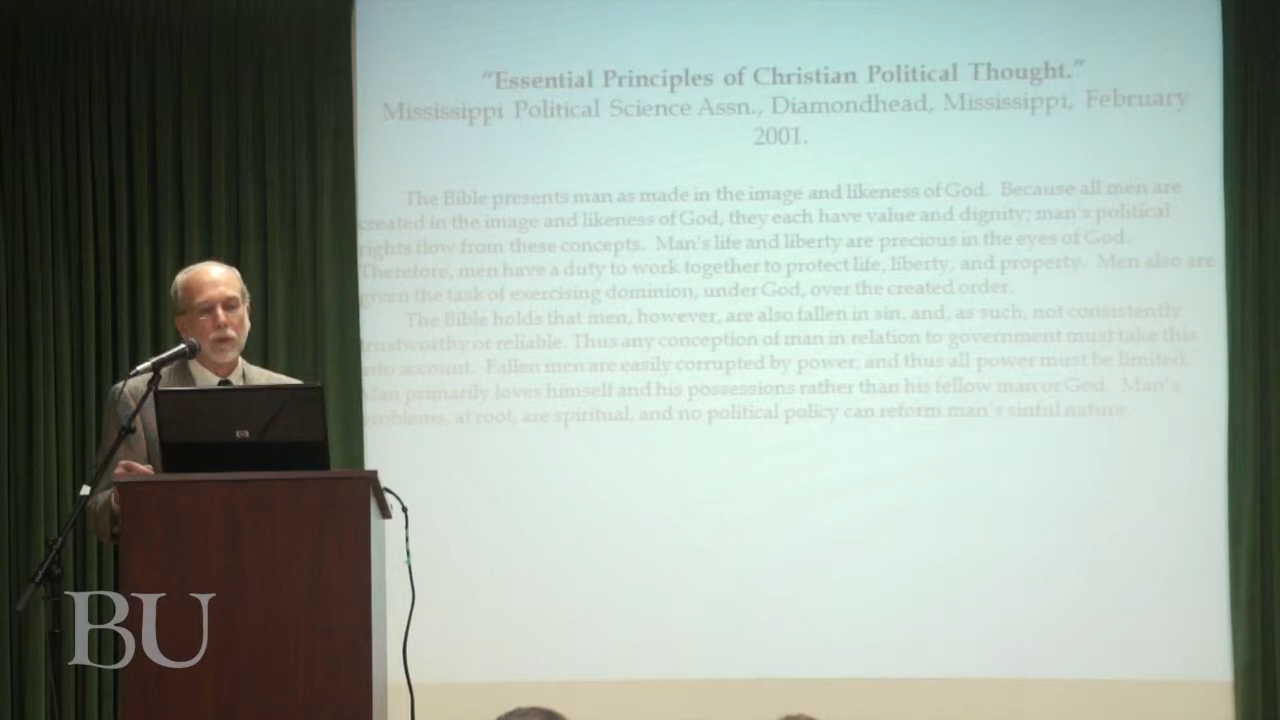 “Essential Principles of Christian Political Thought.”
Mississippi Political Science Assn., Diamondhead, Mississippi, February
2001.
The Bible presents man as made in the image and likeness of God. Because all men are
created in the image and likeness of God, they each have value and dignity; man's political
rights flow from these concepts. Man's life and liberty are precious in the eyes of God.
Therefore, men have a duty to work together to protect life, liberty, and property. Men also are
given the task of exercising dominion, under God, over the created order.
The Bible holds that men, however, are also fallen in sin, and, as such, not consistently
trustworthy or reliable. Thus any conception of man in relation to government must take this
into account. Fallen men are easily corrupted by power, and thus all power must be limited.
Man primarily loves himself and his possessions rather than his fellow man or God. Man's
problems, at root, are spiritual, and no political policy can reform man's sinful nature.
hp
BU